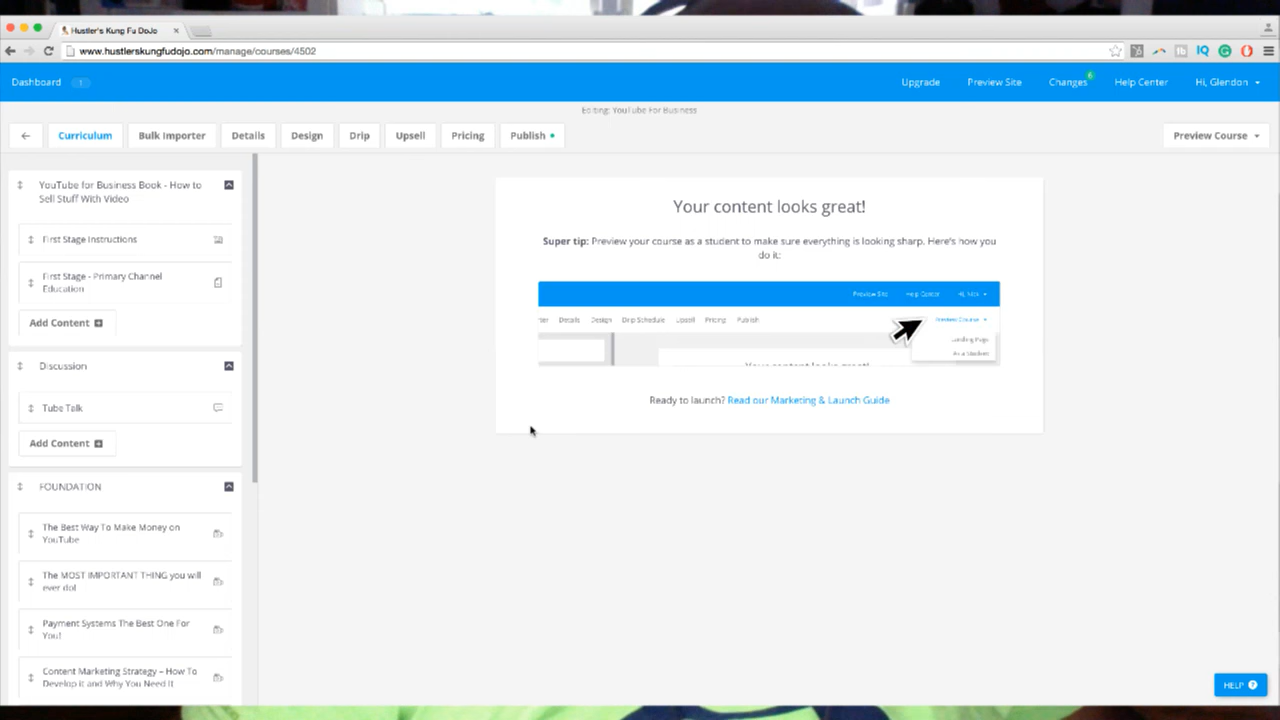 Hustler's Kung Fu DoJo
www.hustlerskungfudojo.com/manage/courses/4502
Dashboard 1
Upgrade
Preview Site
Changes 6
Help Center
Hi, Glendon
Editing: YouTube For Business
Curriculum
Bulk Importer
Details
Design
Drip
Upsell
Pricing
Publish
Preview Course
YouTube for Business Book - How to
Sell Stuff With Video
First Stage Instructions
First Stage - Primary Channel
Education
Add Content
Discussion
Tube Talk
Add Content
FOUNDATION
The Best Way To Make Money on
YouTube
The MOST IMPORTANT THING you will
ever do!
Payment Systems The Best One For
You!
Content Marketing Strategy – How To
Develop it and Why You Need It
Your content looks great!
Super tip: Preview your course as a student to make sure everything is looking sharp. Here's how you
do it:
Preview Site
Help Center
Details
Design
Drip Schedule
Upsell
Pricing
Publish
Preview Course
Landing Page
As a Student
Your content looks great!
Ready to launch? Read our Marketing & Launch Guide
HELP